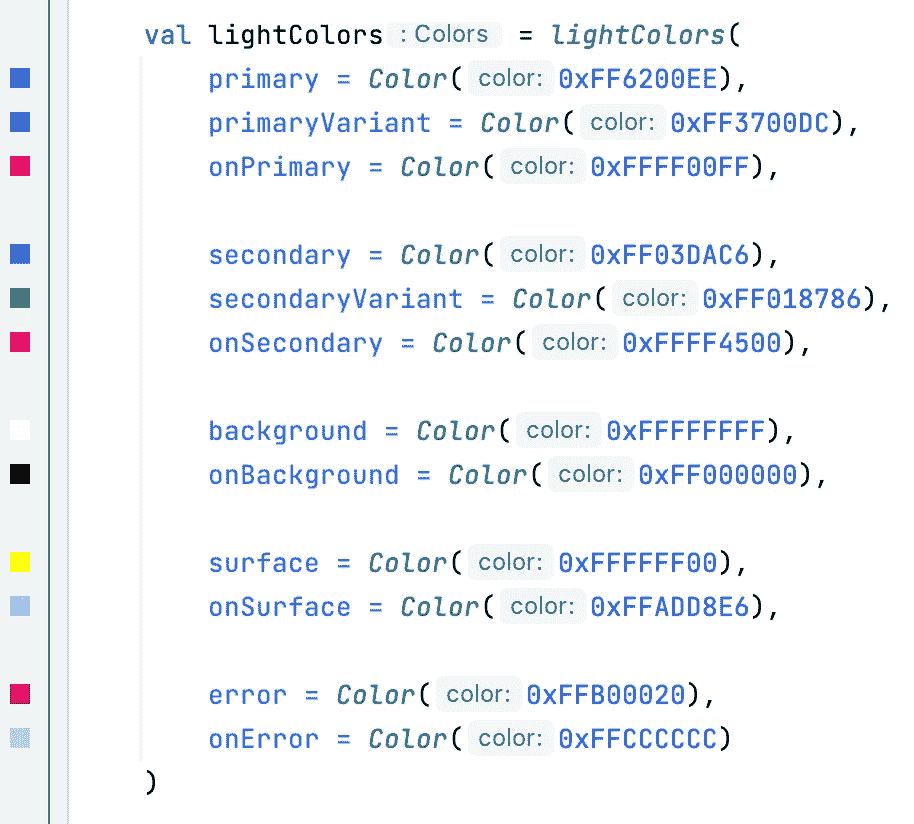 val lightColors : Colors = lightColors(
primary = Color( color: 0xFF6200EE),
primaryVariant = Color( color: 0xFF3700DC),
onPrimary = Color( color: 0xFFFF00FF),
secondary = Color( color: 0xFF03DAC6),
secondaryVariant = Color( color: 0xFF018786),
onSecondary = Color( color: 0xFFFF4500),
background = Color( color: 0xFFFFFFFF),
onBackground = Color( color: 0xFF000000),
surface = Color( color: 0xFFFFFF00),
onSurface = Color( color: 0xFFADD8E6),
error = Color( color: 0xFFB00020),
onError = Color( color: 0xFFCCCCCC)
)